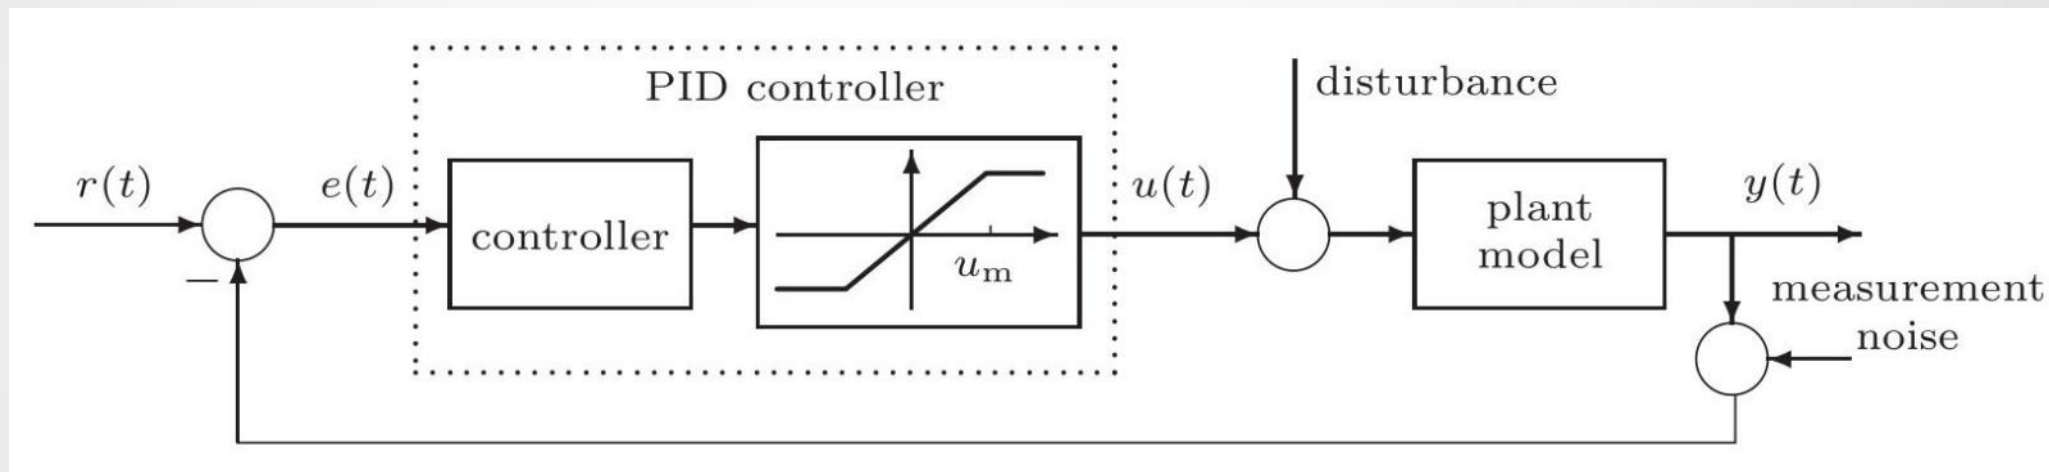 PID controller
disturbance
r(t)
e(t)
u(t)
y(t)
controller
u_m
plant
model
−
measurement
noise